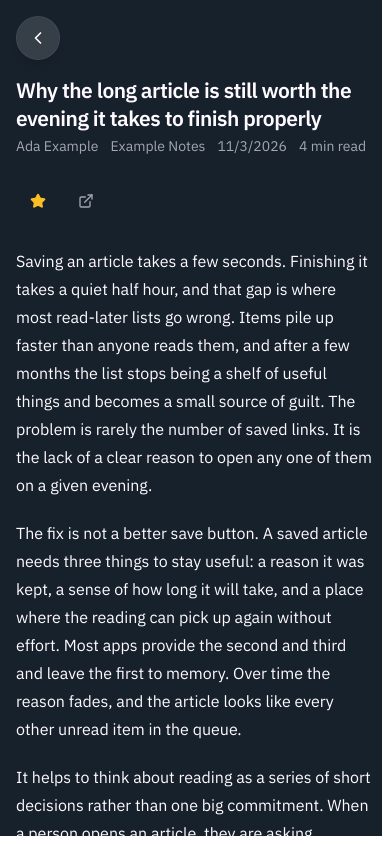 Why the long article is still worth the
evening it takes to finish properly
Ada Example Example Notes 11/3/2026 4 min read
Saving an article takes a few seconds. Finishing it
takes a quiet half hour, and that gap is where
most read-later lists go wrong. Items pile up
faster than anyone reads them, and after a few
months the list stops being a shelf of useful
things and becomes a small source of guilt. The
problem is rarely the number of saved links. It is
the lack of a clear reason to open any one of them
on a given evening.
The fix is not a better save button. A saved article
needs three things to stay useful: a reason it was
kept, a sense of how long it will take, and a place
where the reading can pick up again without
effort. Most apps provide the second and third
and leave the first to memory. Over time the
reason fades, and the article looks like every
other unread item in the queue.
It helps to think about reading as a series of short
decisions rather than one big commitment. When
a person opens an article, they are asking